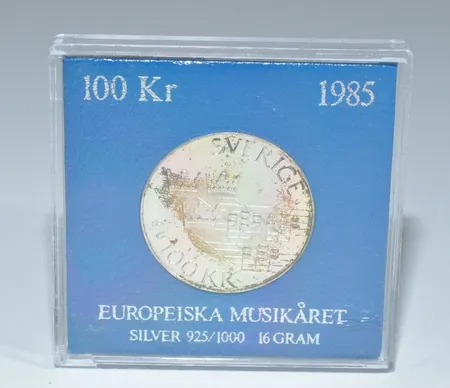 100 Kr 1985
SVERIGE
100 KR
EUROPEISKA MUSIKÅRET
SILVER 925/1000 16 GRAM